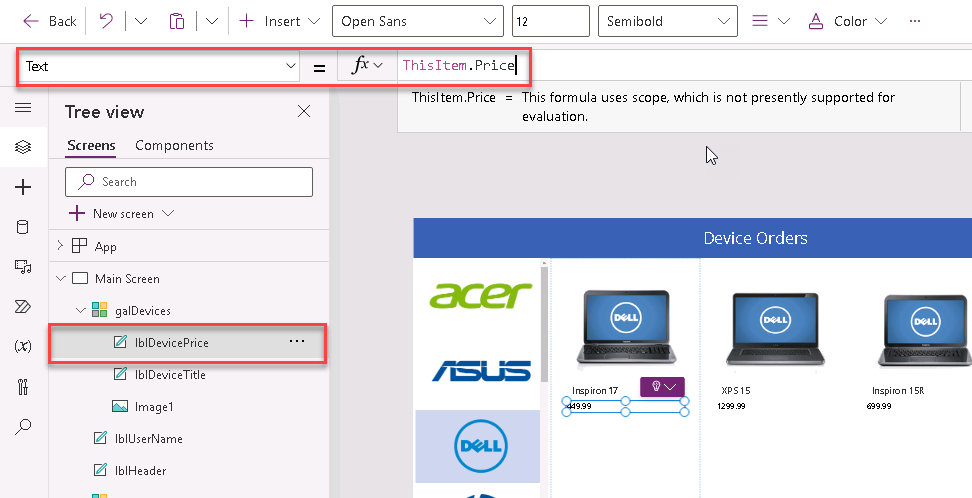 Back
Insert
Open Sans
12
Semibold
Color
Text
=
fx
ThisItem.Price
ThisItem.Price = This formula uses scope, which is not presently supported for
evaluation.
Tree view
Screens
Components
Search
New screen
App
Main Screen
galDevices
lblDevicePrice
lblDeviceTitle
Image1
lblUserName
lblHeader
(x)
Device Orders
acer
ASUS
DELL
DELL
DELL
DELL
Inspiron 17
XPS 15
Inspiron 15R
449.99
1299.99
699.99